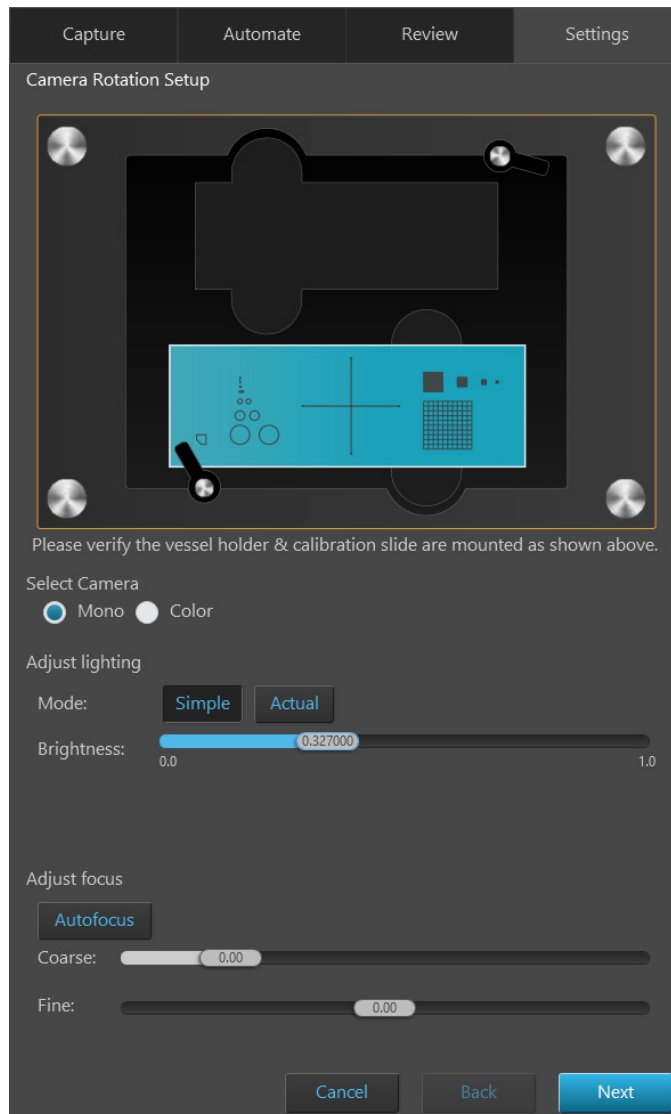 Capture Automate Review Settings
Camera Rotation Setup
Please verify the vessel holder & calibration slide are mounted as shown above.
Select Camera
Mono Color
Adjust lighting
Mode: Simple Actual
Brightness: 0.327000
0.0 1.0
Adjust focus
Autofocus
Coarse: 0.00
Fine: 0.00
Cancel Back Next